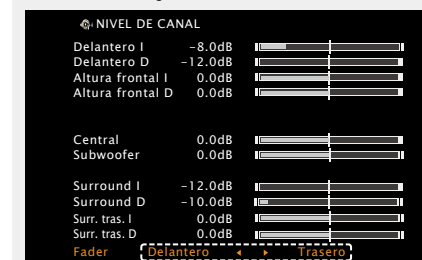 NIVEL DE CANAL
Delantero I -8.0dB
Delantero D -12.0dB
Altura frontal I 0.0dB
Altura frontal D 0.0dB
Central 0.0dB
Subwoofer 0.0dB
Surround I -12.0dB
Surround D -10.0dB
Surr. tras. I 0.0dB
Surr. tras. D 0.0dB
Fader Delantero Trasero